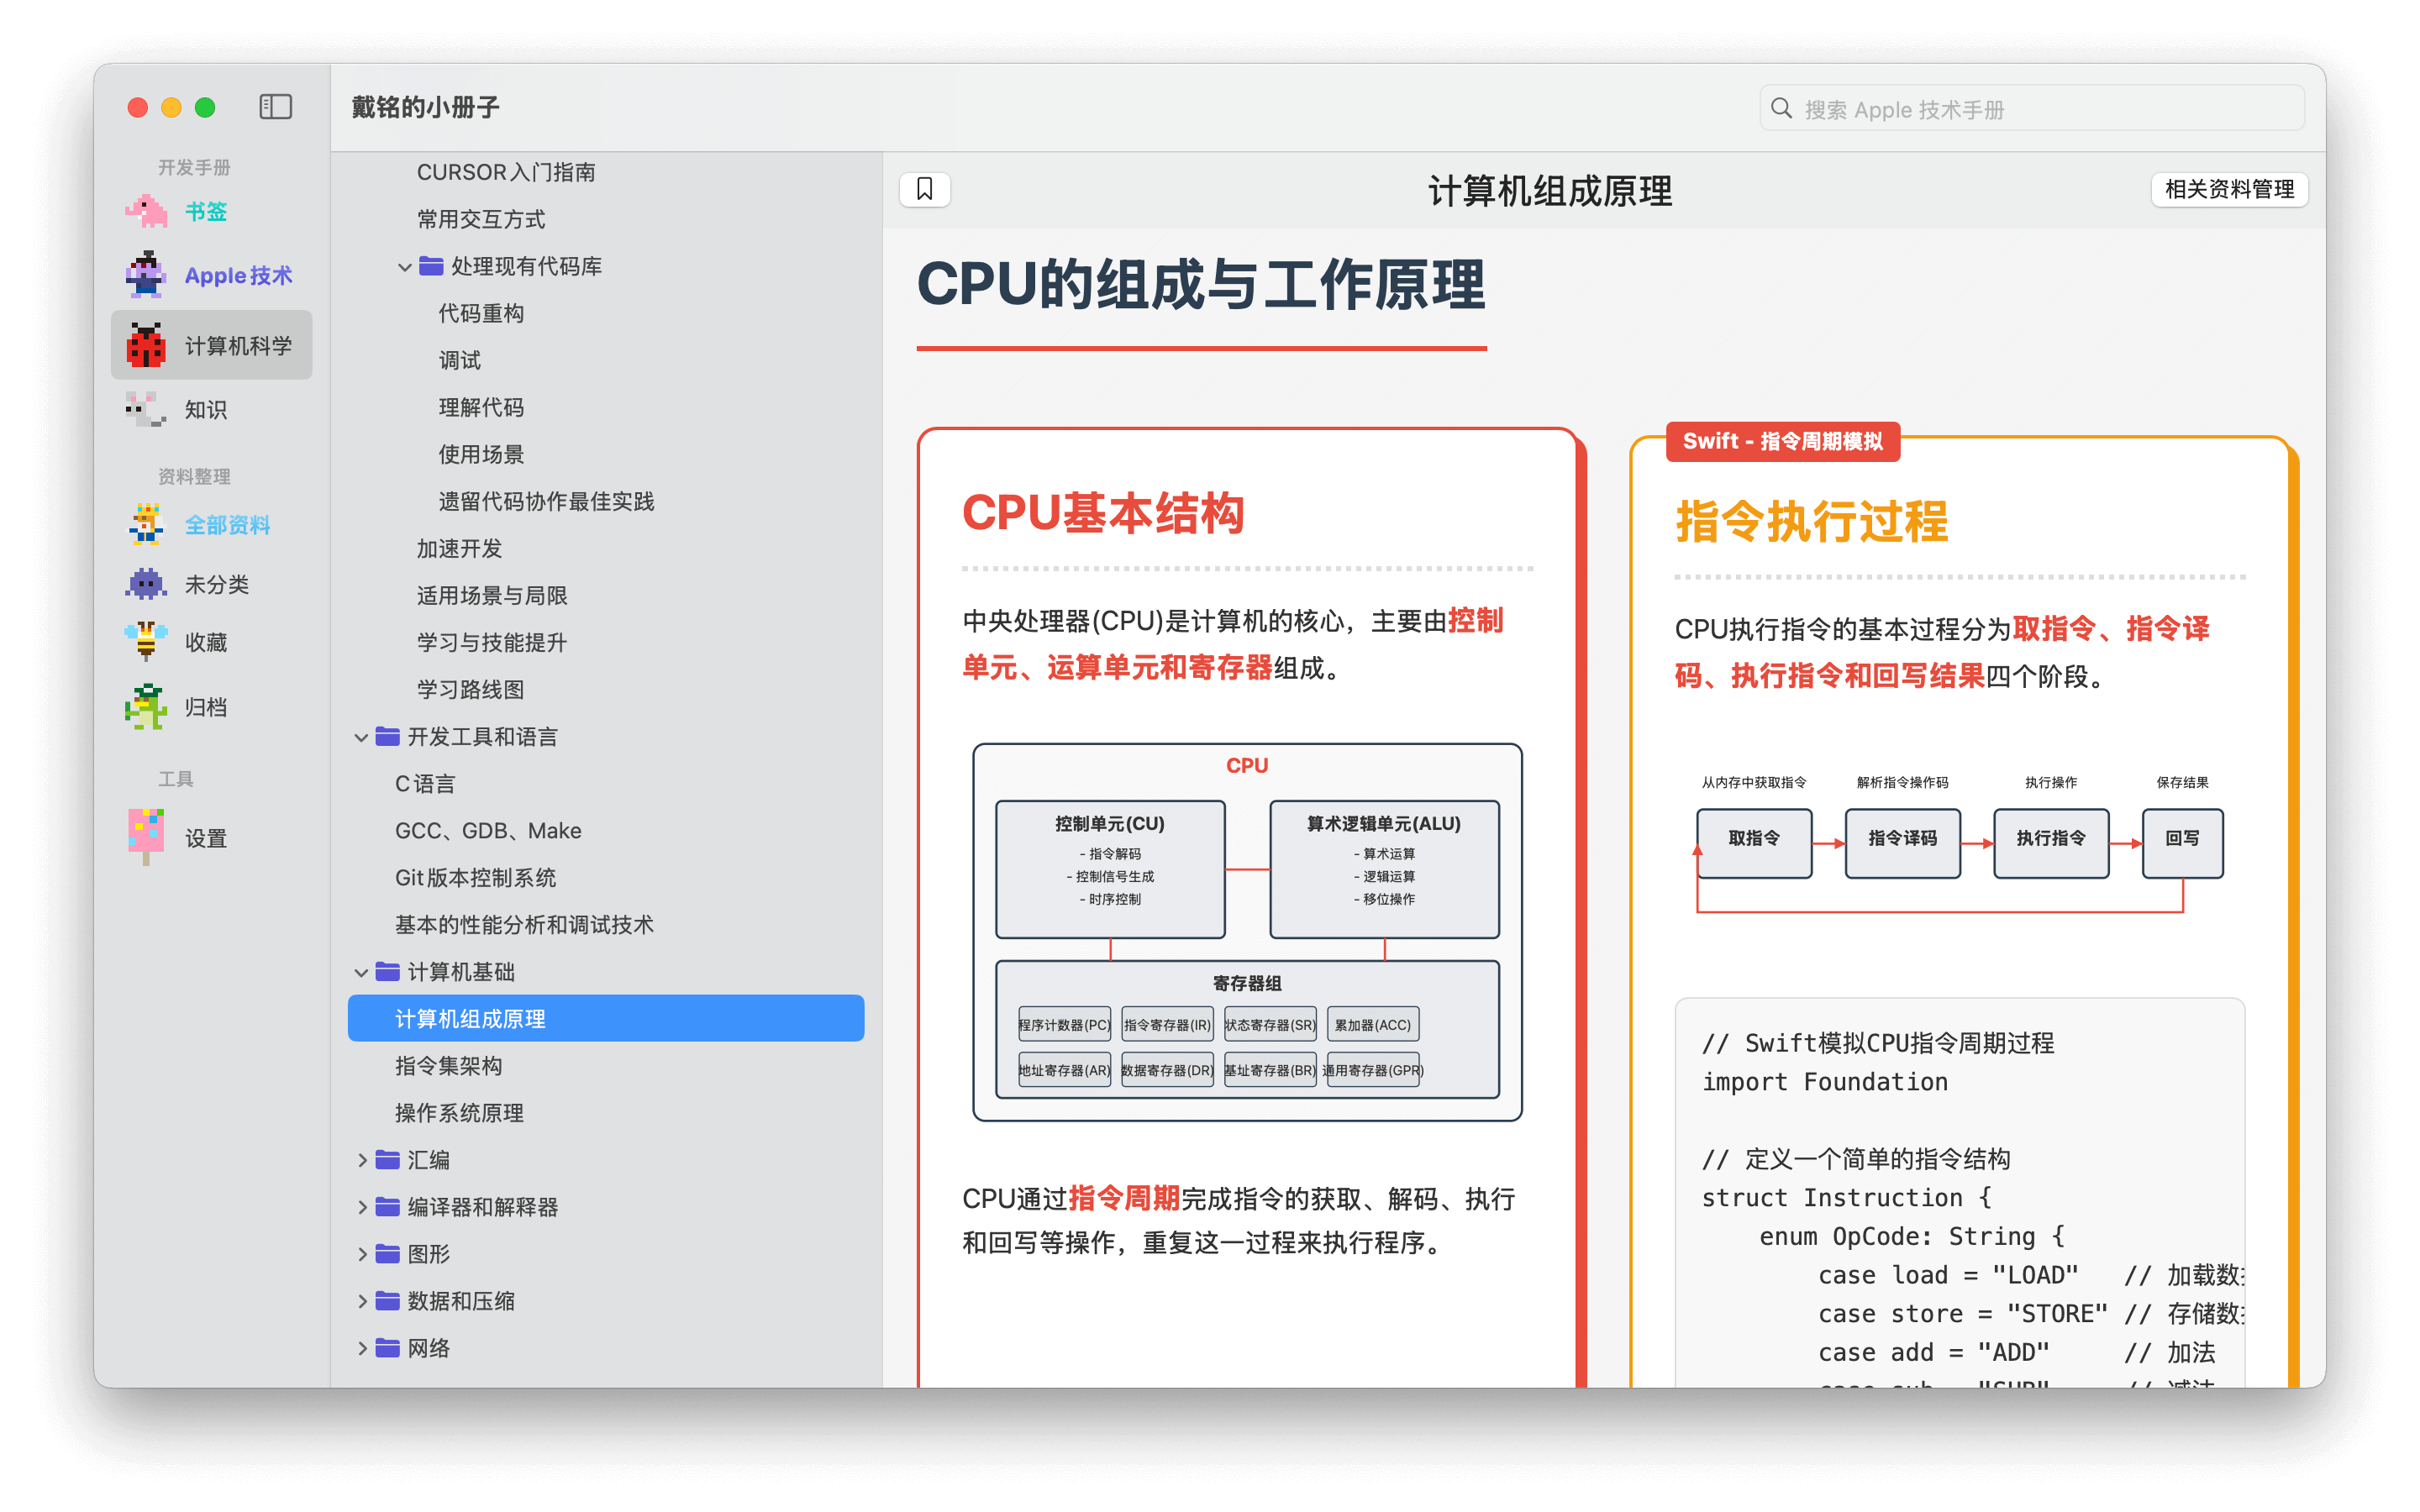 戴铭的小册子
搜索 Apple 技术手册
开发手册
书签
Apple技术
计算机科学
知识
资料整理
全部资料
未分类
收藏
归档
工具
设置
CURSOR入门指南
常用交互方式
处理现有代码库
代码重构
调试
理解代码
使用场景
遗留代码协作最佳实践
加速开发
适用场景与局限
学习与技能提升
学习路线图
开发工具和语言
C语言
GCC、GDB、Make
Git版本控制系统
基本的性能分析和调试技术
计算机基础
计算机组成原理
指令集架构
操作系统原理
汇编
编译器和解释器
图形
数据和压缩
网络
计算机组成原理
相关资料管理
CPU的组成与工作原理
CPU基本结构
中央处理器(CPU)是计算机的核心，主要由控制
单元、运算单元和寄存器组成。
CPU
控制单元(CU)
- 指令解码
- 控制信号生成
- 时序控制
算术逻辑单元(ALU)
- 算术运算
- 逻辑运算
- 移位操作
寄存器组
程序计数器(PC) 指令寄存器(IR) 状态寄存器(SR) 累加器(ACC)
地址寄存器(AR) 数据寄存器(DR) 基址寄存器(BR) 通用寄存器(GPR)
CPU通过指令周期完成指令的获取、解码、执行
和回写等操作，重复这一过程来执行程序。
Swift - 指令周期模拟
指令执行过程
CPU执行指令的基本过程分为取指令、指令译
码、执行指令和回写结果四个阶段。
从内存中获取指令 解析指令操作码 执行操作 保存结果
取指令 指令译码 执行指令 回写
// Swift模拟CPU指令周期过程
import Foundation
// 定义一个简单的指令结构
struct Instruction {
enum OpCode: String {
case load = "LOAD" // 加载数
case store = "STORE" // 存储数
case add = "ADD" // 加法